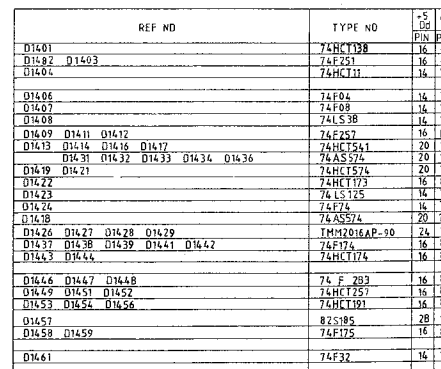 REF NO TYPE NO +5 Dd PIN P
D1401 74HCT138 16
D1482 D1403 74F251 16
D1404 74HCT11 14
D1406 74F04 14
D1407 74F08 14
D1408 74LS38 14
D1409 D1411 D1412 74F257 16
D1413 D1414 D1416 D1417 74HCT541 20
D1431 D1432 D1433 D1434 D1436 74AS574 20
D1419 D1421 74HCT574 20
D1422 74HCT173 16
D1423 74LS125 14
D1424 74F74 14
D1418 74AS574 20
D1426 D1427 D1428 D1429 TMM2016AP-90 24
D1437 D1438 D1439 D1441 D1442 74F174 16
D1443 D1444 74HCT174 16
D1446 D1447 D1448 74 F 283 16
D1449 D1451 D1452 74HCT257 16
D1453 D1454 D1456 74HCT191 16
D1457 82S185 28
D1458 D1459 74F175 16
D1461 74F32 14